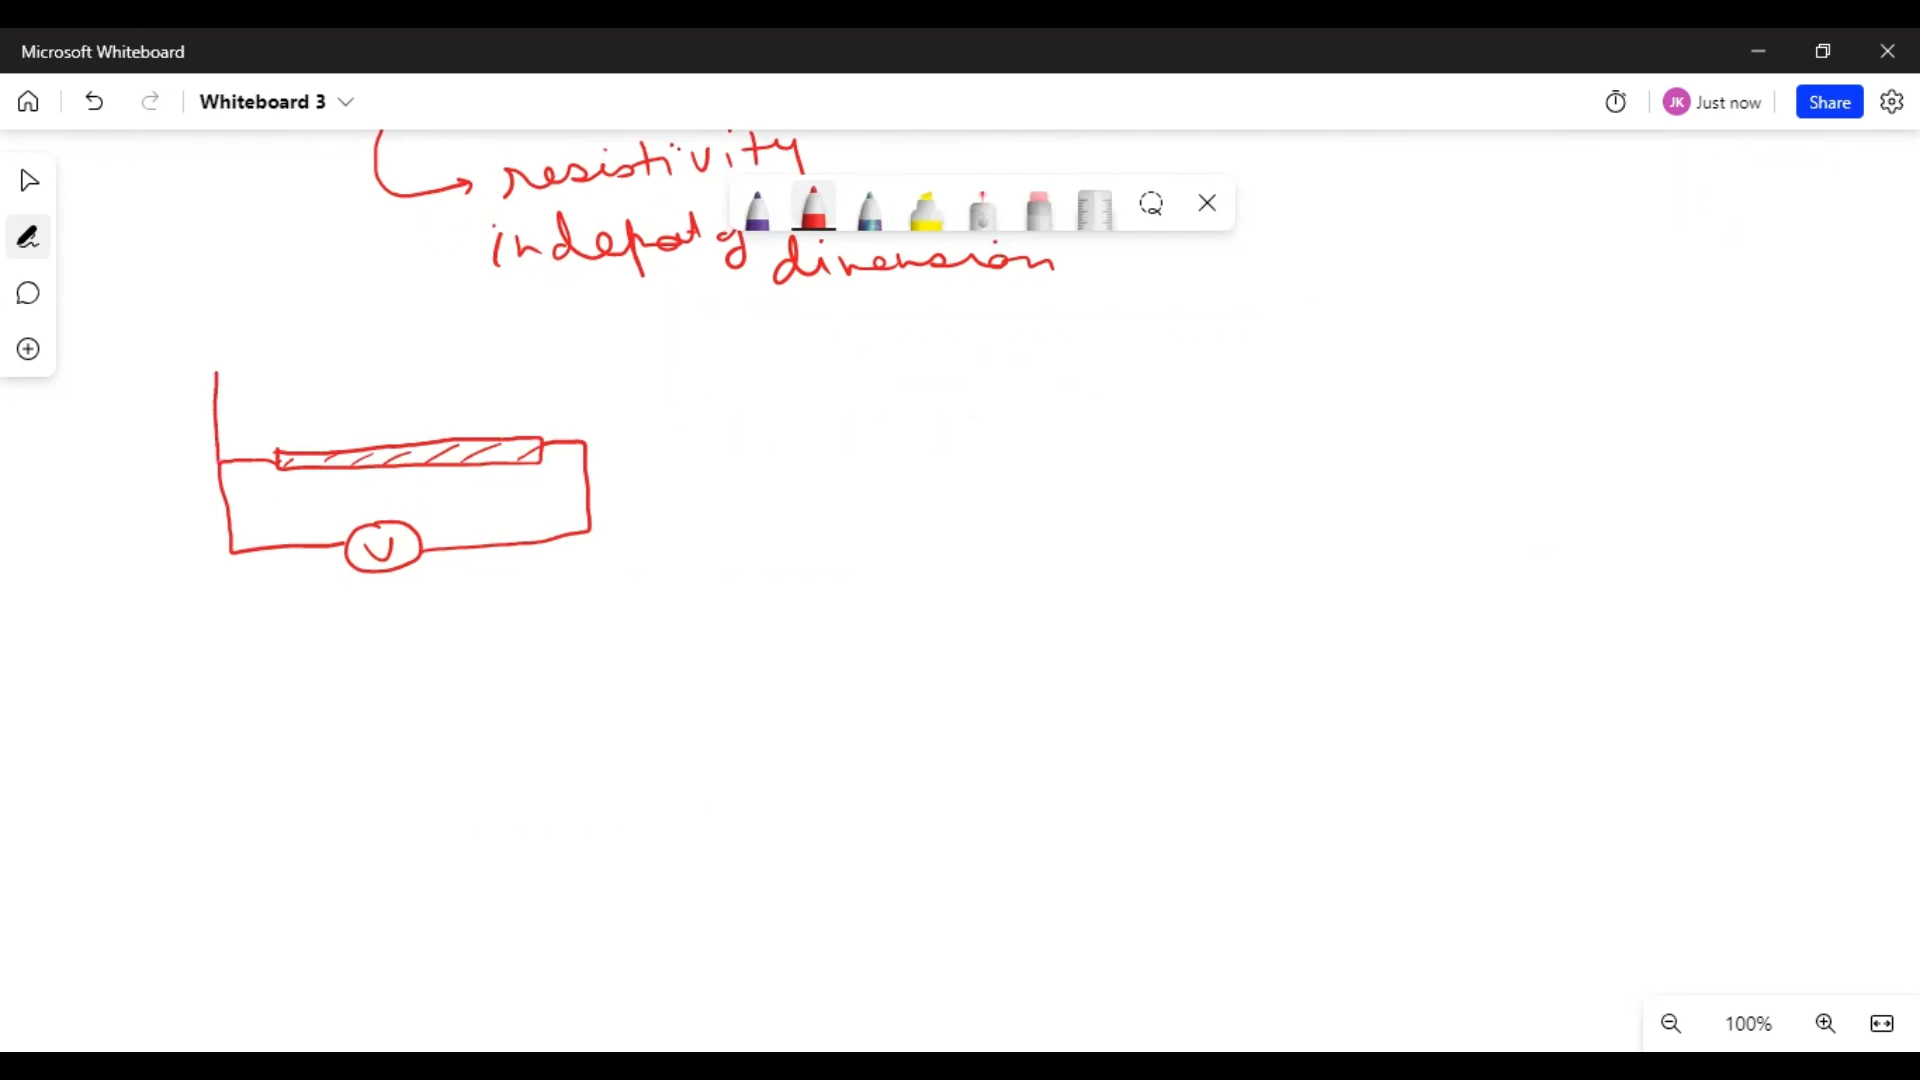 Microsoft Whiteboard
Whiteboard 3
JK Just now
Share
resistivity
dimension
V
100%